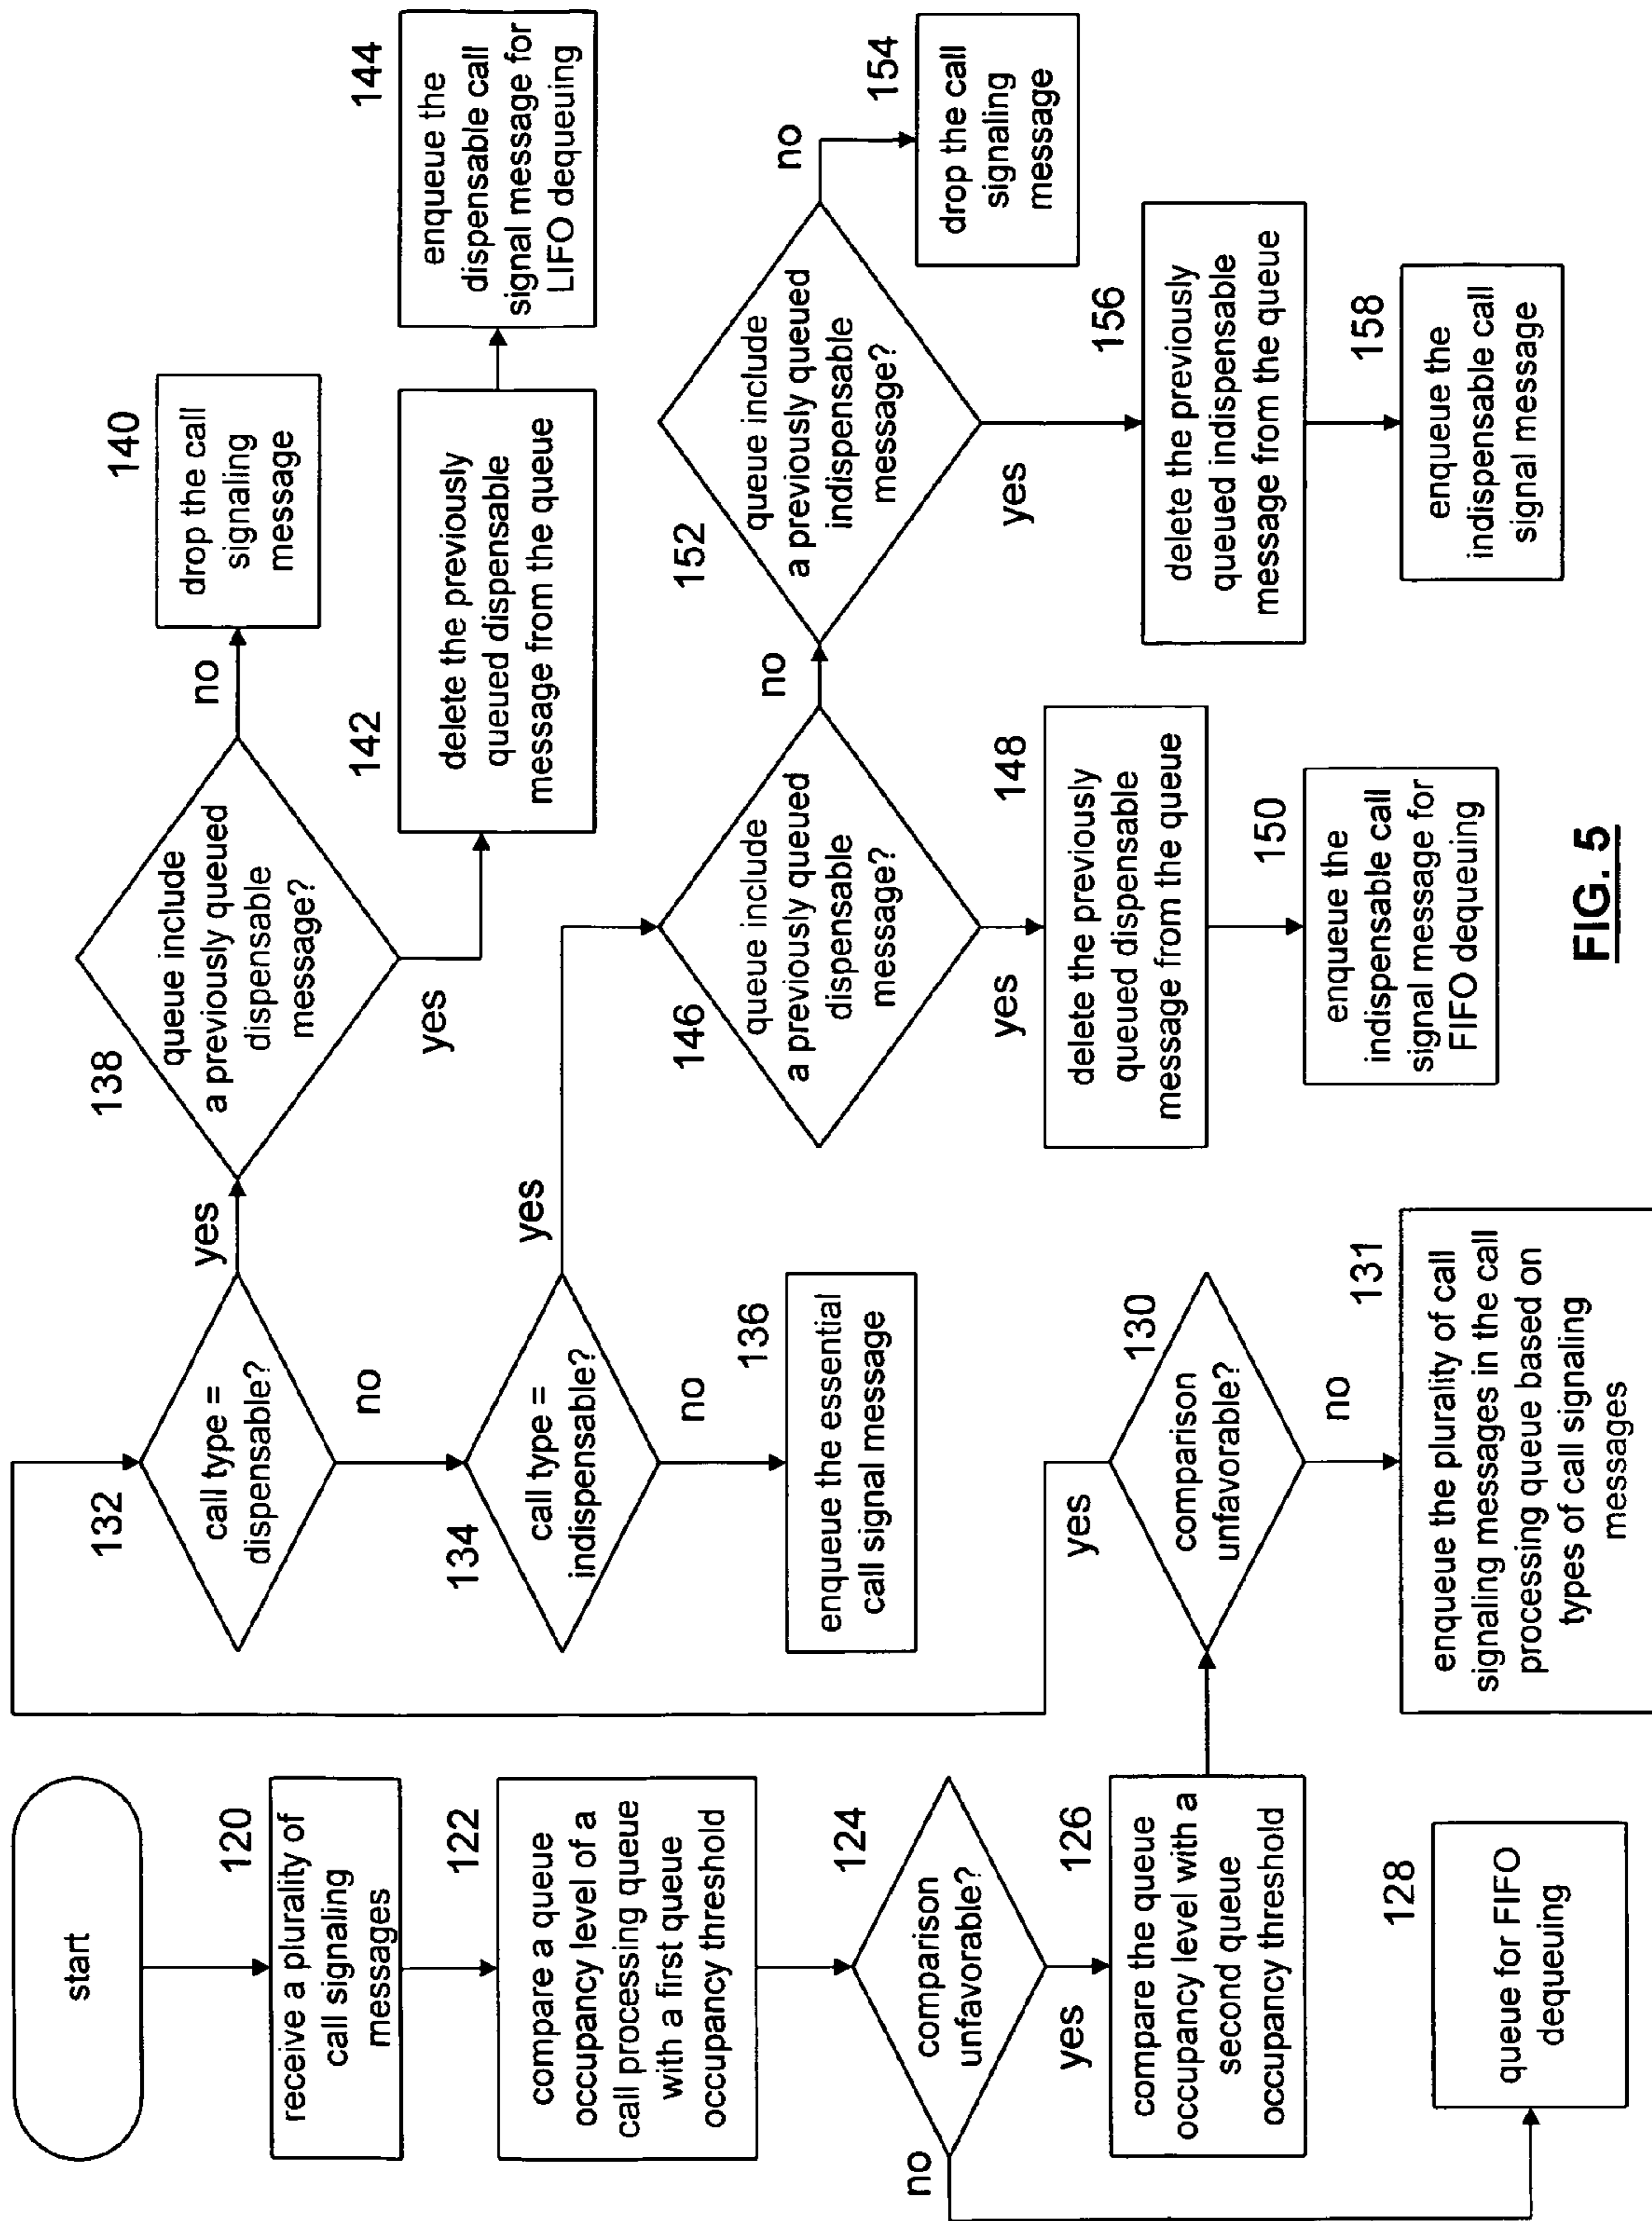 start
120
receive a plurality of
call signaling
messages
122
compare a queue
occupancy level of a
call processing queue
with a first queue
occupancy threshold
124
comparison
unfavorable?
no
yes
126
compare the queue
occupancy level with a
second queue
occupancy threshold
128
queue for FIFO
dequeuing
130
comparison
unfavorable?
yes
no
131
enqueue the plurality of call
signaling messages in the call
processing queue based on
types of call signaling
messages
132
call type =
dispensable?
yes
no
134
call type =
indispensable?
yes
no
136
enqueue the essential
call signal message
138
queue include
a previously queued
dispensable
message?
no
yes
140
drop the call
signaling
message
142
delete the previously
queued dispensable
message from the queue
144
enqueue the
dispensable call
signal message for
LIFO dequeuing
146
queue include
a previously queued
dispensable
message?
no
yes
148
delete the previously
queued dispensable
message from the queue
150
enqueue the
indispensable call
signal message for
FIFO dequeuing
152
queue include
a previously queued
indispensable
message?
no
yes
154
drop the call
signaling
message
156
delete the previously
queued indispensable
message from the queue
158
enqueue the
indispensable call
signal message
FIG. 5